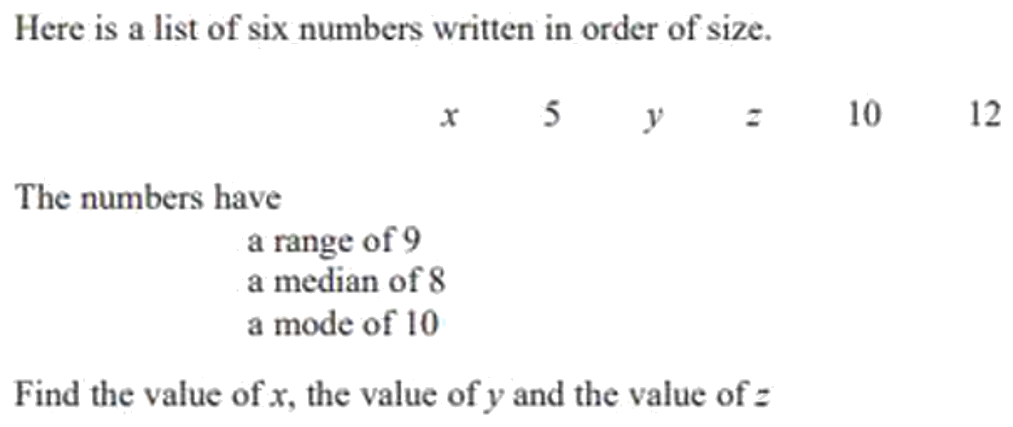 Here is a list of six numbers written in order of size.
x 5 y z 10 12
The numbers have
a range of 9
a median of 8
a mode of 10
Find the value of x, the value of y and the value of z